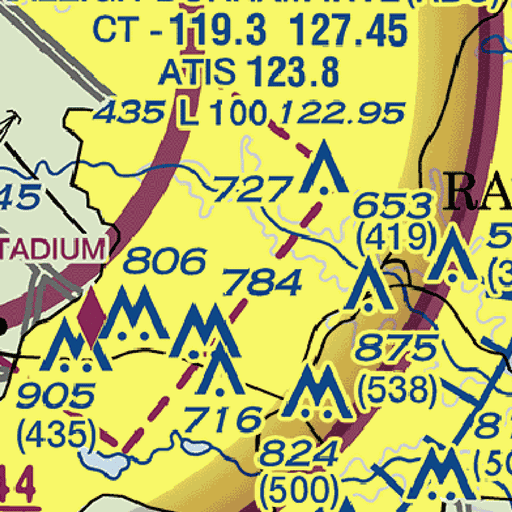 CT - 119.3 127.45
ATIS 123.8
435 L 100 122.95
727
45
653
(419)
RA
TADIUM
806
784
875
(538)
905
(435)
716
824
(500)
44